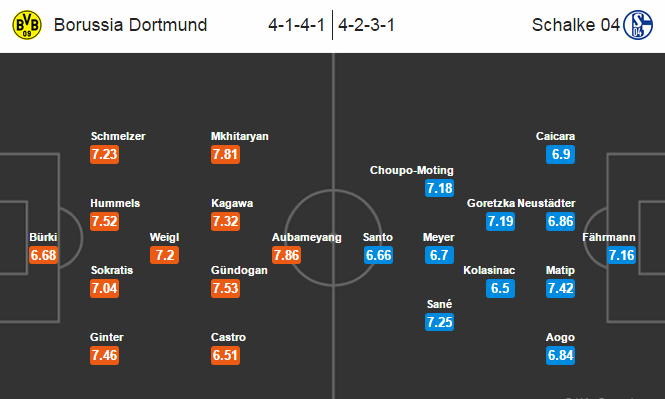 BVB
09
Borussia Dortmund
4-1-4-1
4-2-3-1
Schalke 04
S
04
Schmelzer
7.23
Mkhitaryan
7.81
Caicara
6.9
Choupo-Moting
7.18
Hummels
7.52
Kagawa
7.32
Goretzka
7.19
Neustädter
6.86
Bürki
6.68
Weigl
7.2
Aubameyang
7.86
Santo
6.66
Meyer
6.7
Fährmann
7.16
Sokratis
7.04
Gündogan
7.53
Kolasinac
6.5
Matip
7.42
Sané
7.25
Ginter
7.46
Castro
6.51
Aogo
6.84